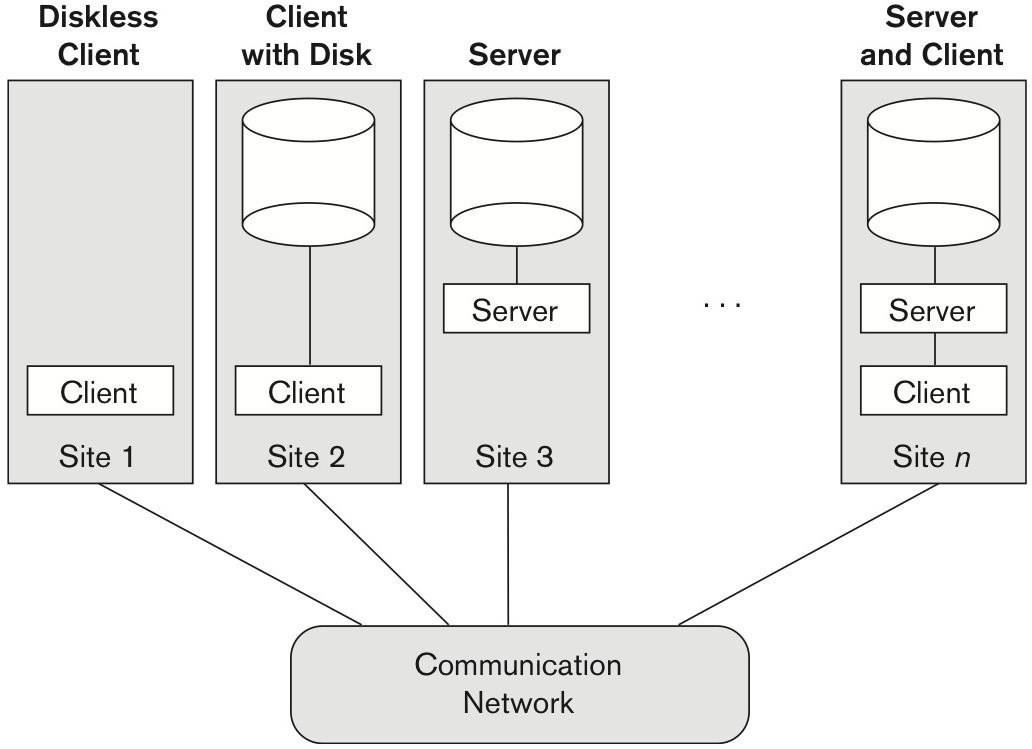 Diskless
Client
Client
with Disk
Server
Server
and Client
Client
Site 1
Client
Site 2
Server
Site 3
. . .
Server
Client
Site n
Communication
Network